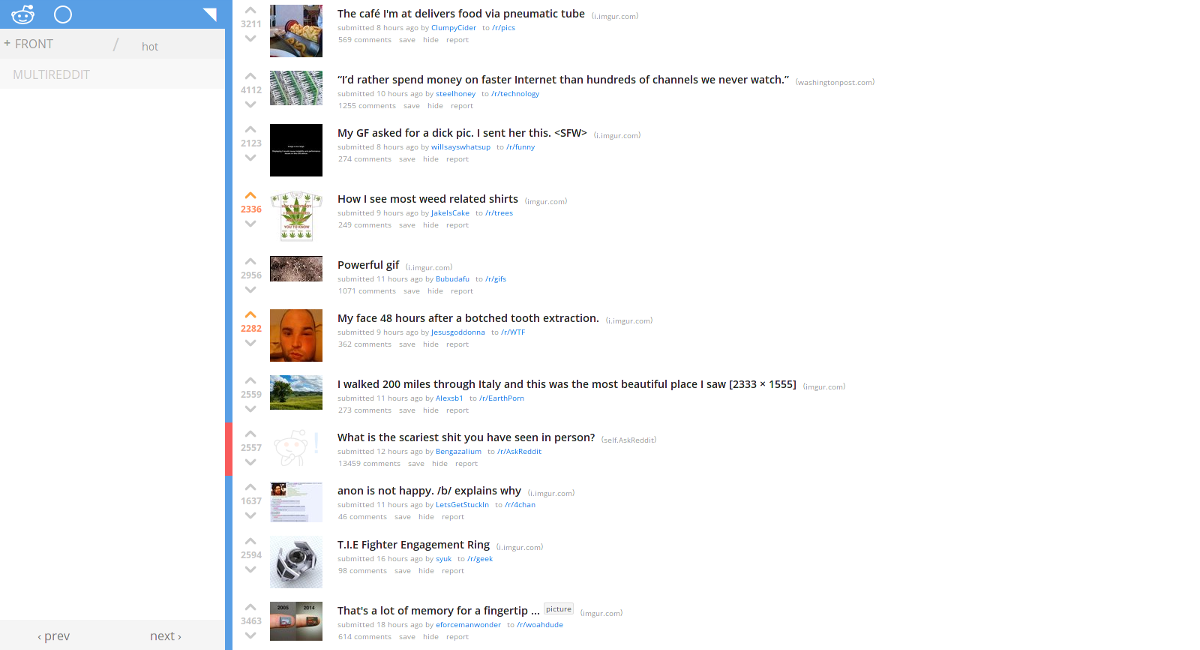 + FRONT / hot
MULTIREDDIT
‹ prev next ›
3211
The café I'm at delivers food via pneumatic tube (i.imgur.com)
submitted 8 hours ago by ClumpyCider to /r/pics
569 comments save hide report
4112
“I’d rather spend money on faster Internet than hundreds of channels we never watch.” (washingtonpost.com)
submitted 10 hours ago by steelhoney to /r/technology
1255 comments save hide report
2123
My GF asked for a dick pic. I sent her this. <SFW> (i.imgur.com)
submitted 8 hours ago by willsayswhatsup to /r/funny
274 comments save hide report
2336
How I see most weed related shirts (imgur.com)
submitted 9 hours ago by JakeIsCake to /r/trees
249 comments save hide report
2956
Powerful gif (i.imgur.com)
submitted 11 hours ago by Bubudafu to /r/gifs
1071 comments save hide report
2282
My face 48 hours after a botched tooth extraction. (i.imgur.com)
submitted 9 hours ago by Jesusgoddonna to /r/WTF
362 comments save hide report
2559
I walked 200 miles through Italy and this was the most beautiful place I saw [2333 × 1555] (imgur.com)
submitted 11 hours ago by Alexsb1 to /r/EarthPorn
273 comments save hide report
2557
What is the scariest shit you have seen in person? (self.AskReddit)
submitted 12 hours ago by Bengazalium to /r/AskReddit
13459 comments save hide report
1637
anon is not happy. /b/ explains why (i.imgur.com)
submitted 11 hours ago by LetsGetStuckIn to /r/4chan
46 comments save hide report
2594
T.I.E Fighter Engagement Ring (i.imgur.com)
submitted 16 hours ago by syuk to /r/geek
98 comments save hide report
3463
2005 2014
That's a lot of memory for a fingertip ... picture (imgur.com)
submitted 18 hours ago by eforcemanwonder to /r/woahdude
614 comments save hide report